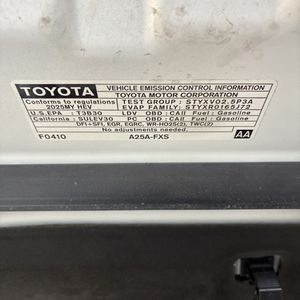 TOYOTA
VEHICLE EMISSION CONTROL INFORMATION
TOYOTA MOTOR CORPORATION
Conforms to regulations
2025MY HEV
TEST GROUP : STYXV02.5P3A
EVAP FAMILY: STYXR0165J72
U.S.EPA : T3B30 LDV OBD: CAII Fuel: Gasoline
California : SULEV30 PC OBD: CAII Fuel: Gasoline
DFI+SFI, EGR, EGRC, WR-HO2S(2), TWC(2)
No adjustments needed.
F0410 A25A-FXS AA